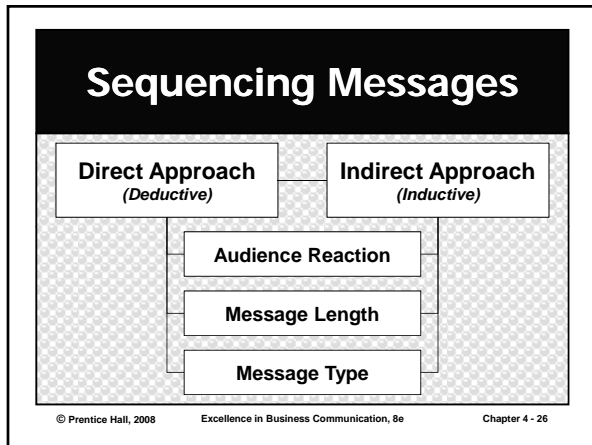 Sequencing Messages
Direct Approach
(Deductive)
Indirect Approach
(Inductive)
Audience Reaction
Message Length
Message Type
© Prentice Hall, 2008 Excellence in Business Communication, 8e Chapter 4 - 26